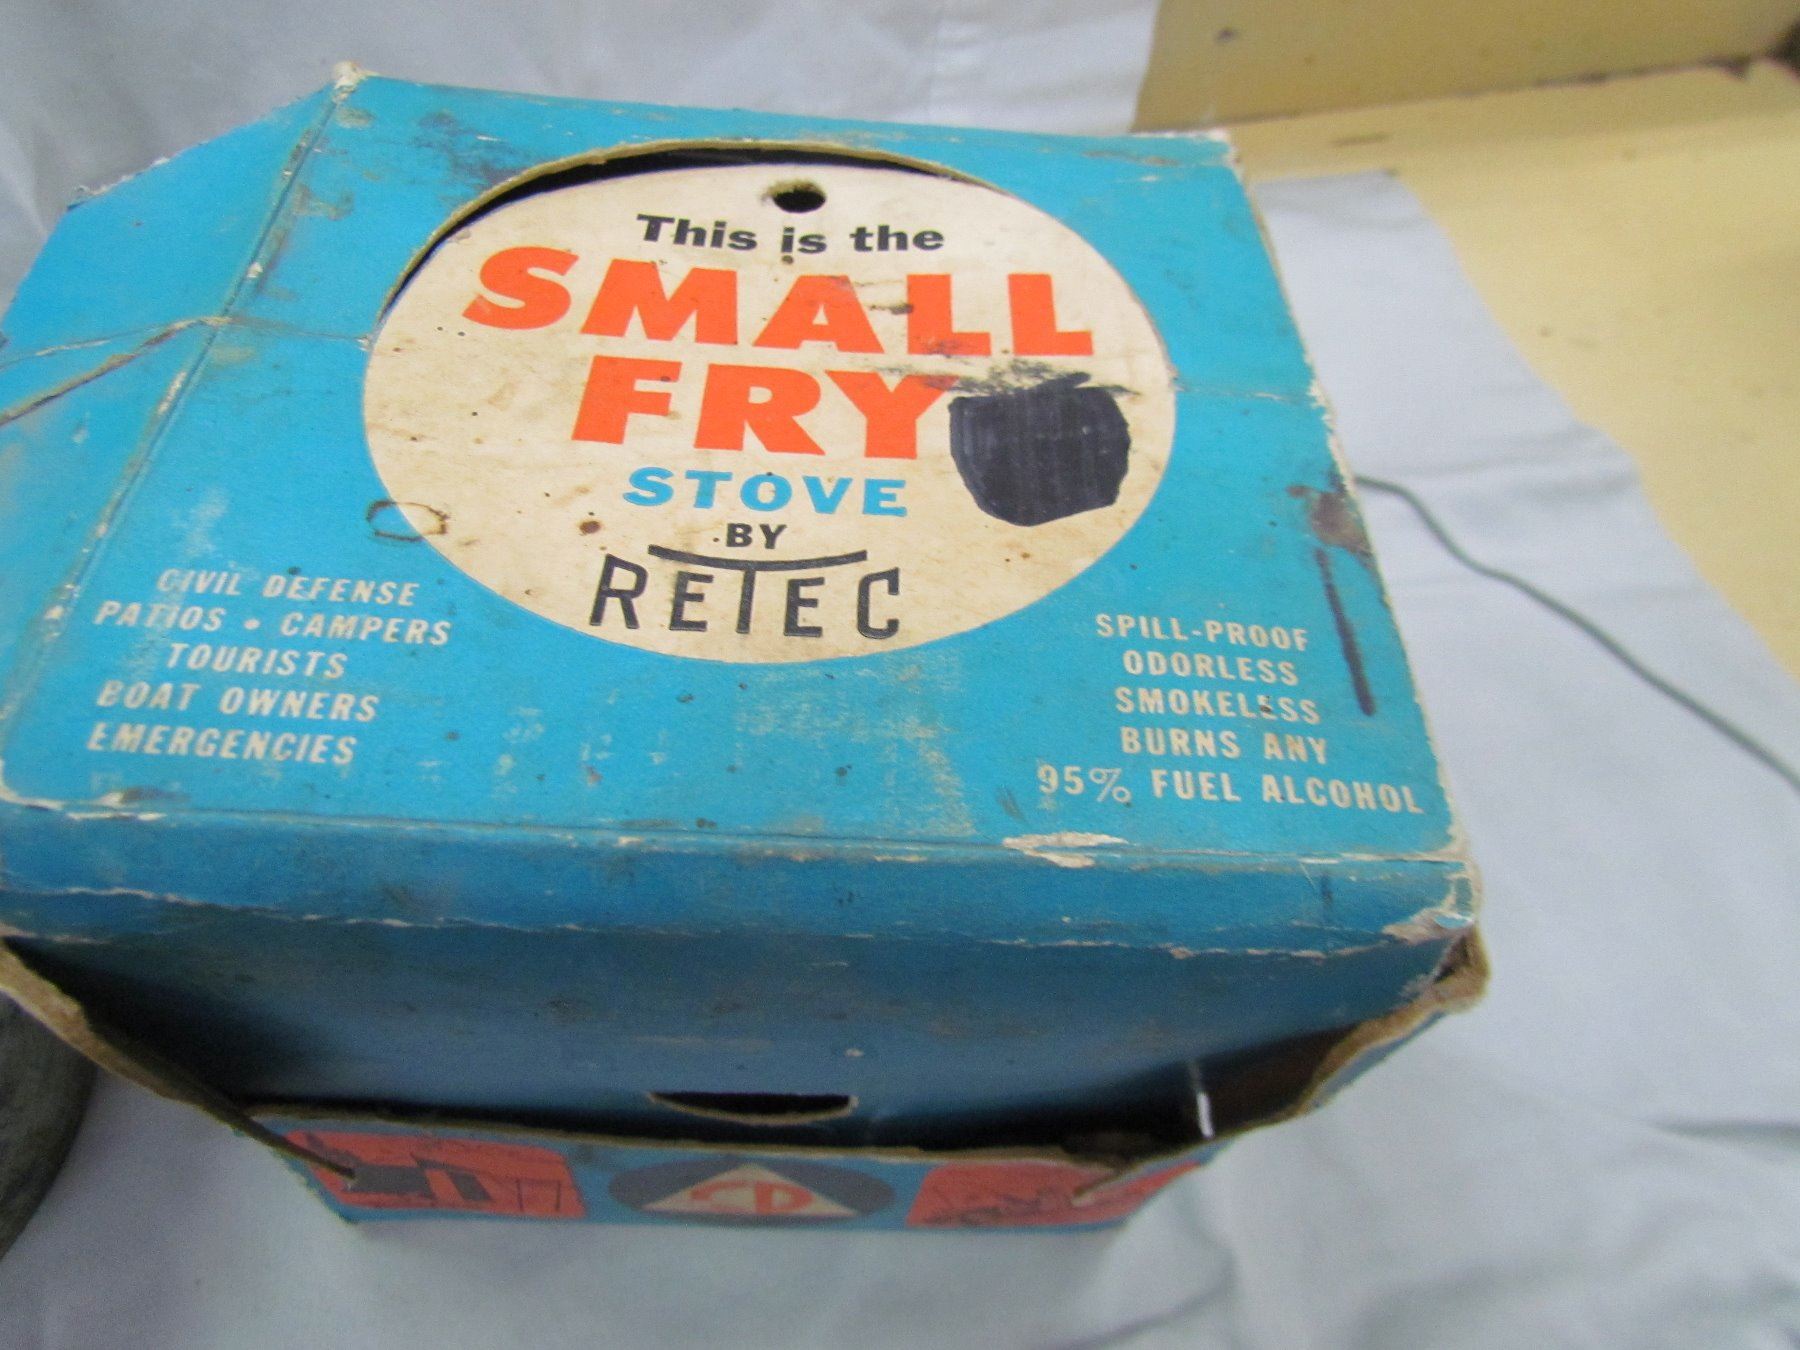 This is the
SMALL
FRY
STOVE
BY
RETEC
CIVIL DEFENSE
PATIOS • CAMPERS
TOURISTS
BOAT OWNERS
EMERGENCIES
SPILL-PROOF
ODORLESS
SMOKELESS
BURNS ANY
95% FUEL ALCOHOL
CD